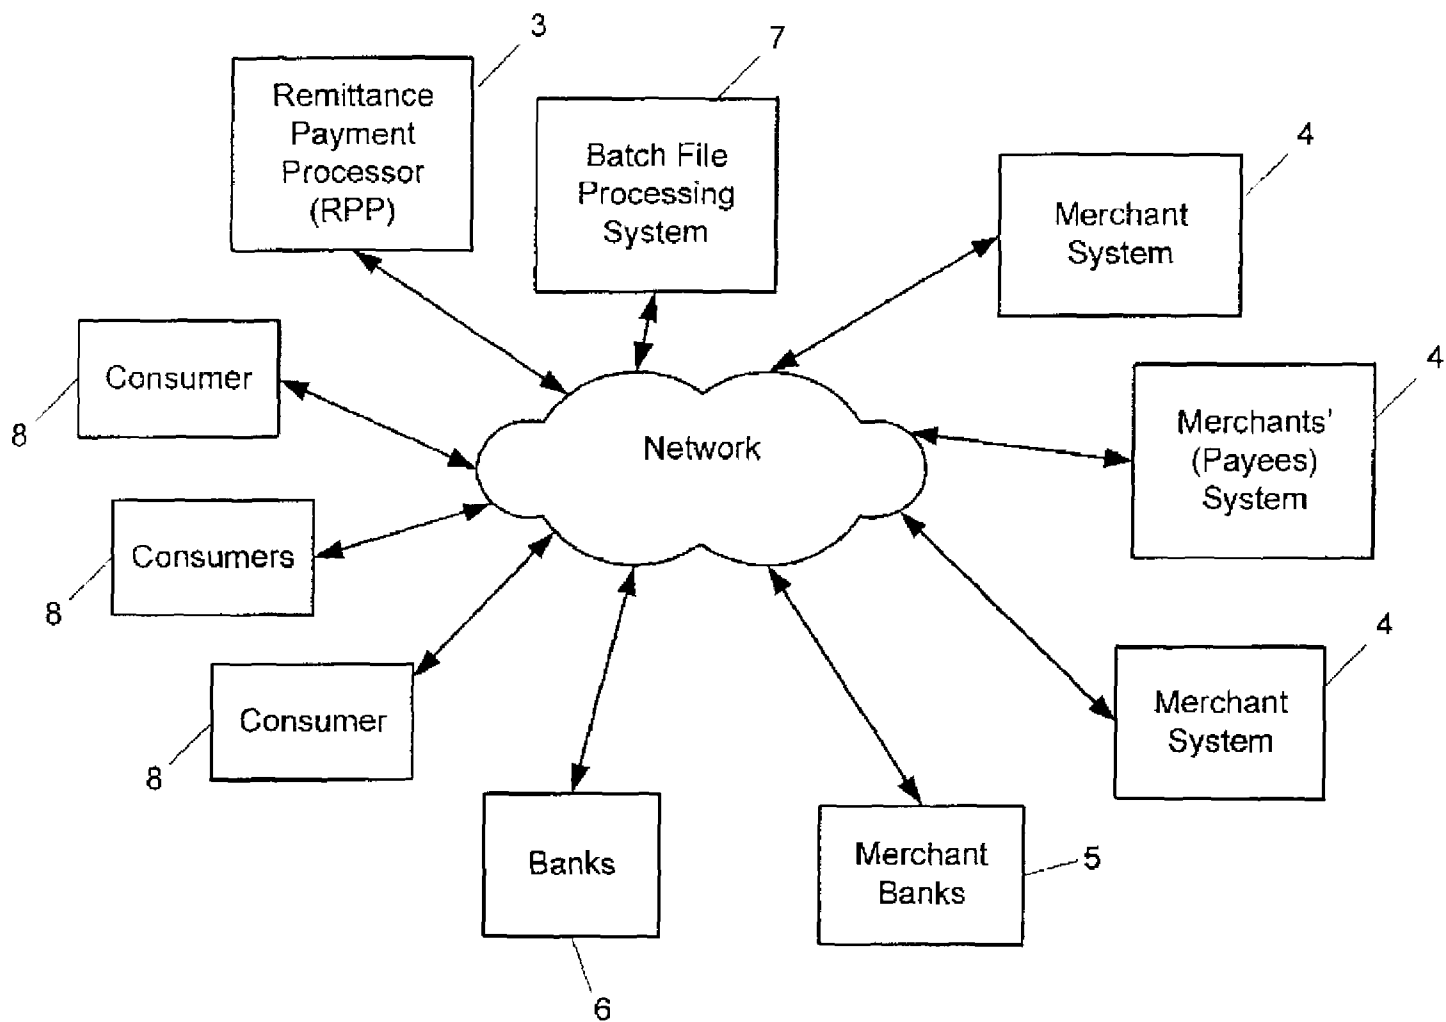 3
Remittance
Payment
Processor
(RPP)
7
Batch File
Processing
System
4
Merchant
System
Consumer
8
Network
4
Merchants'
(Payees)
System
Consumers
8
4
Merchant
System
Consumer
8
Banks
6
Merchant
Banks
5